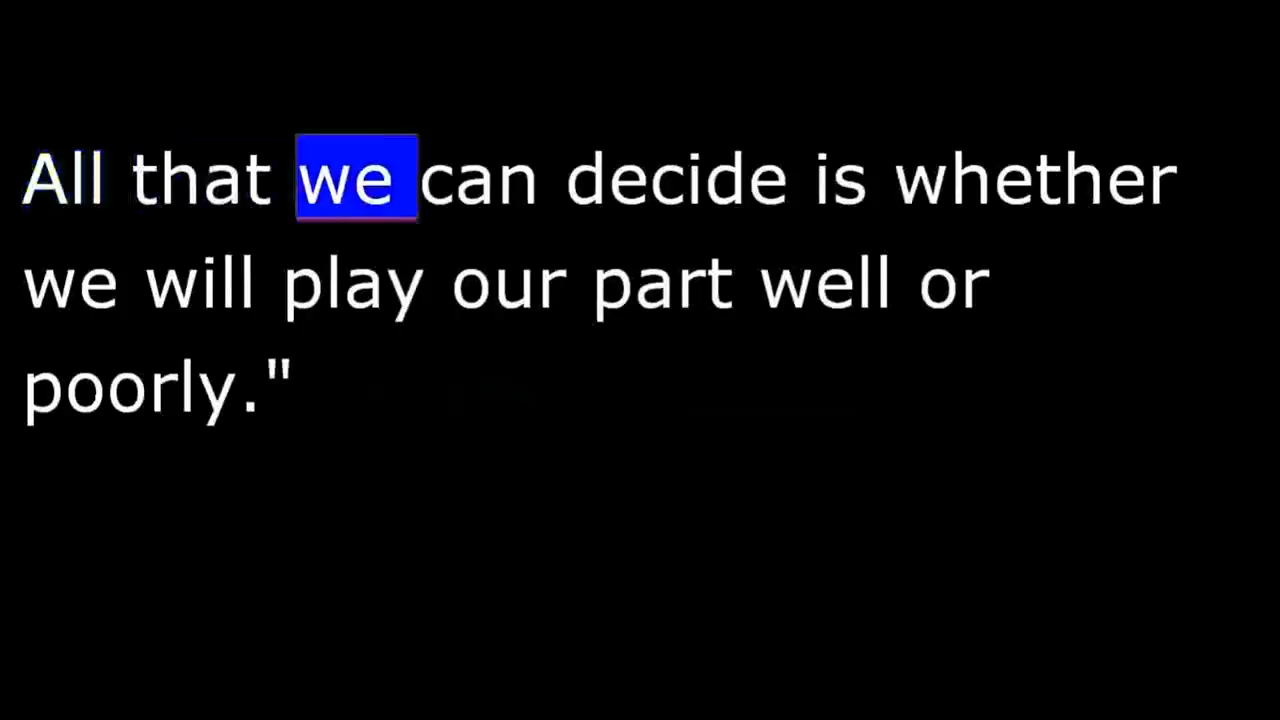 All that we can decide is whether
we will play our part well or
poorly."